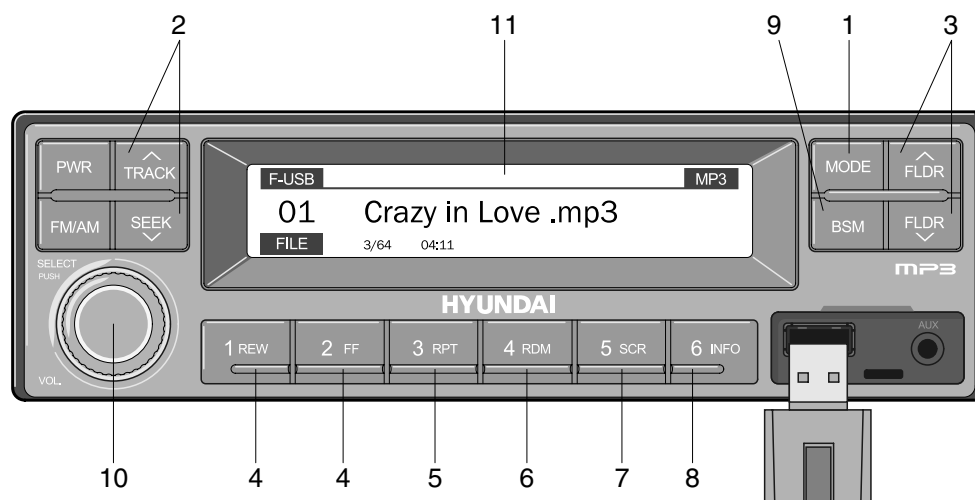 2 11 9 1 3
PWR TRACK MODE FLDR
FM/AM SEEK BSM FLDR
F-USB MP3
01 Crazy in Love .mp3
FILE 3/64 04:11
SELECT
PUSH
VOL.
mp3
HYUNDAI
1 REW 2 FF 3 RPT 4 RDM 5 SCR 6 INFO
AUX
10 4 4 5 6 7 8